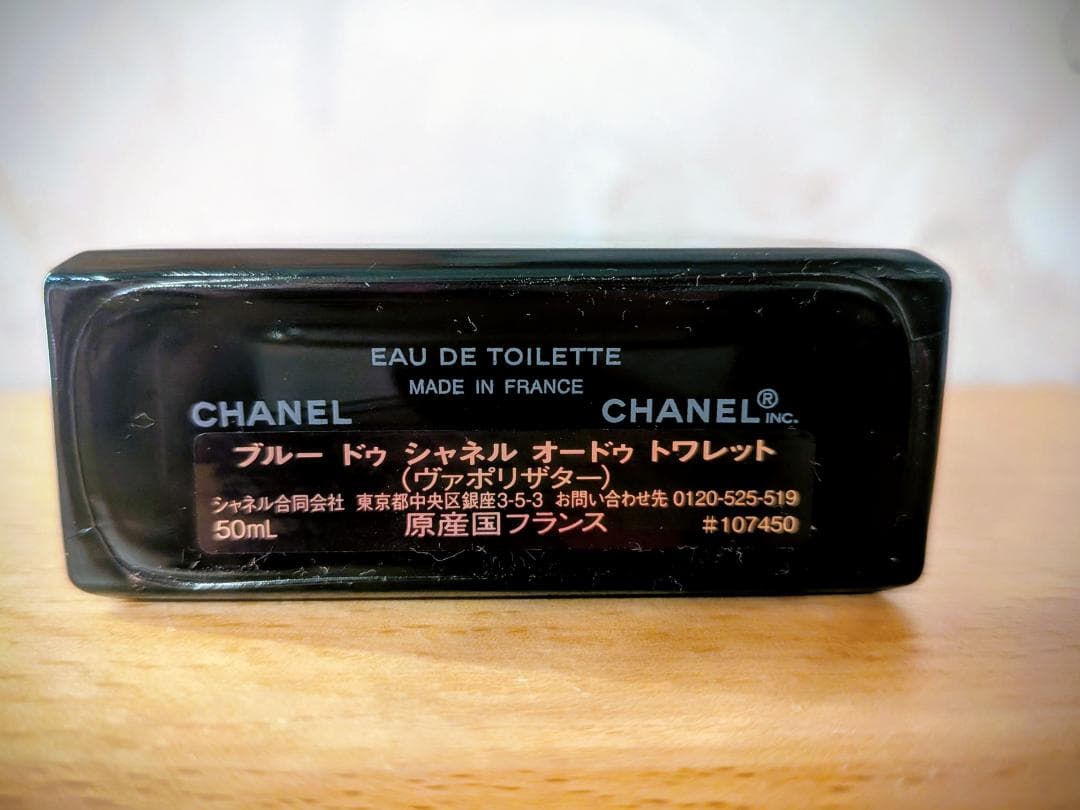 EAU DE TOILETTE
MADE IN FRANCE
CHANEL CHANEL® INC.
ブルー ドゥ シャネル オードゥ トワレット
(ヴァポリザター)
シャネル合同会社 東京都中央区銀座3-5-3 お問い合わせ先 0120-525-519
50mL 原産国フランス #107450